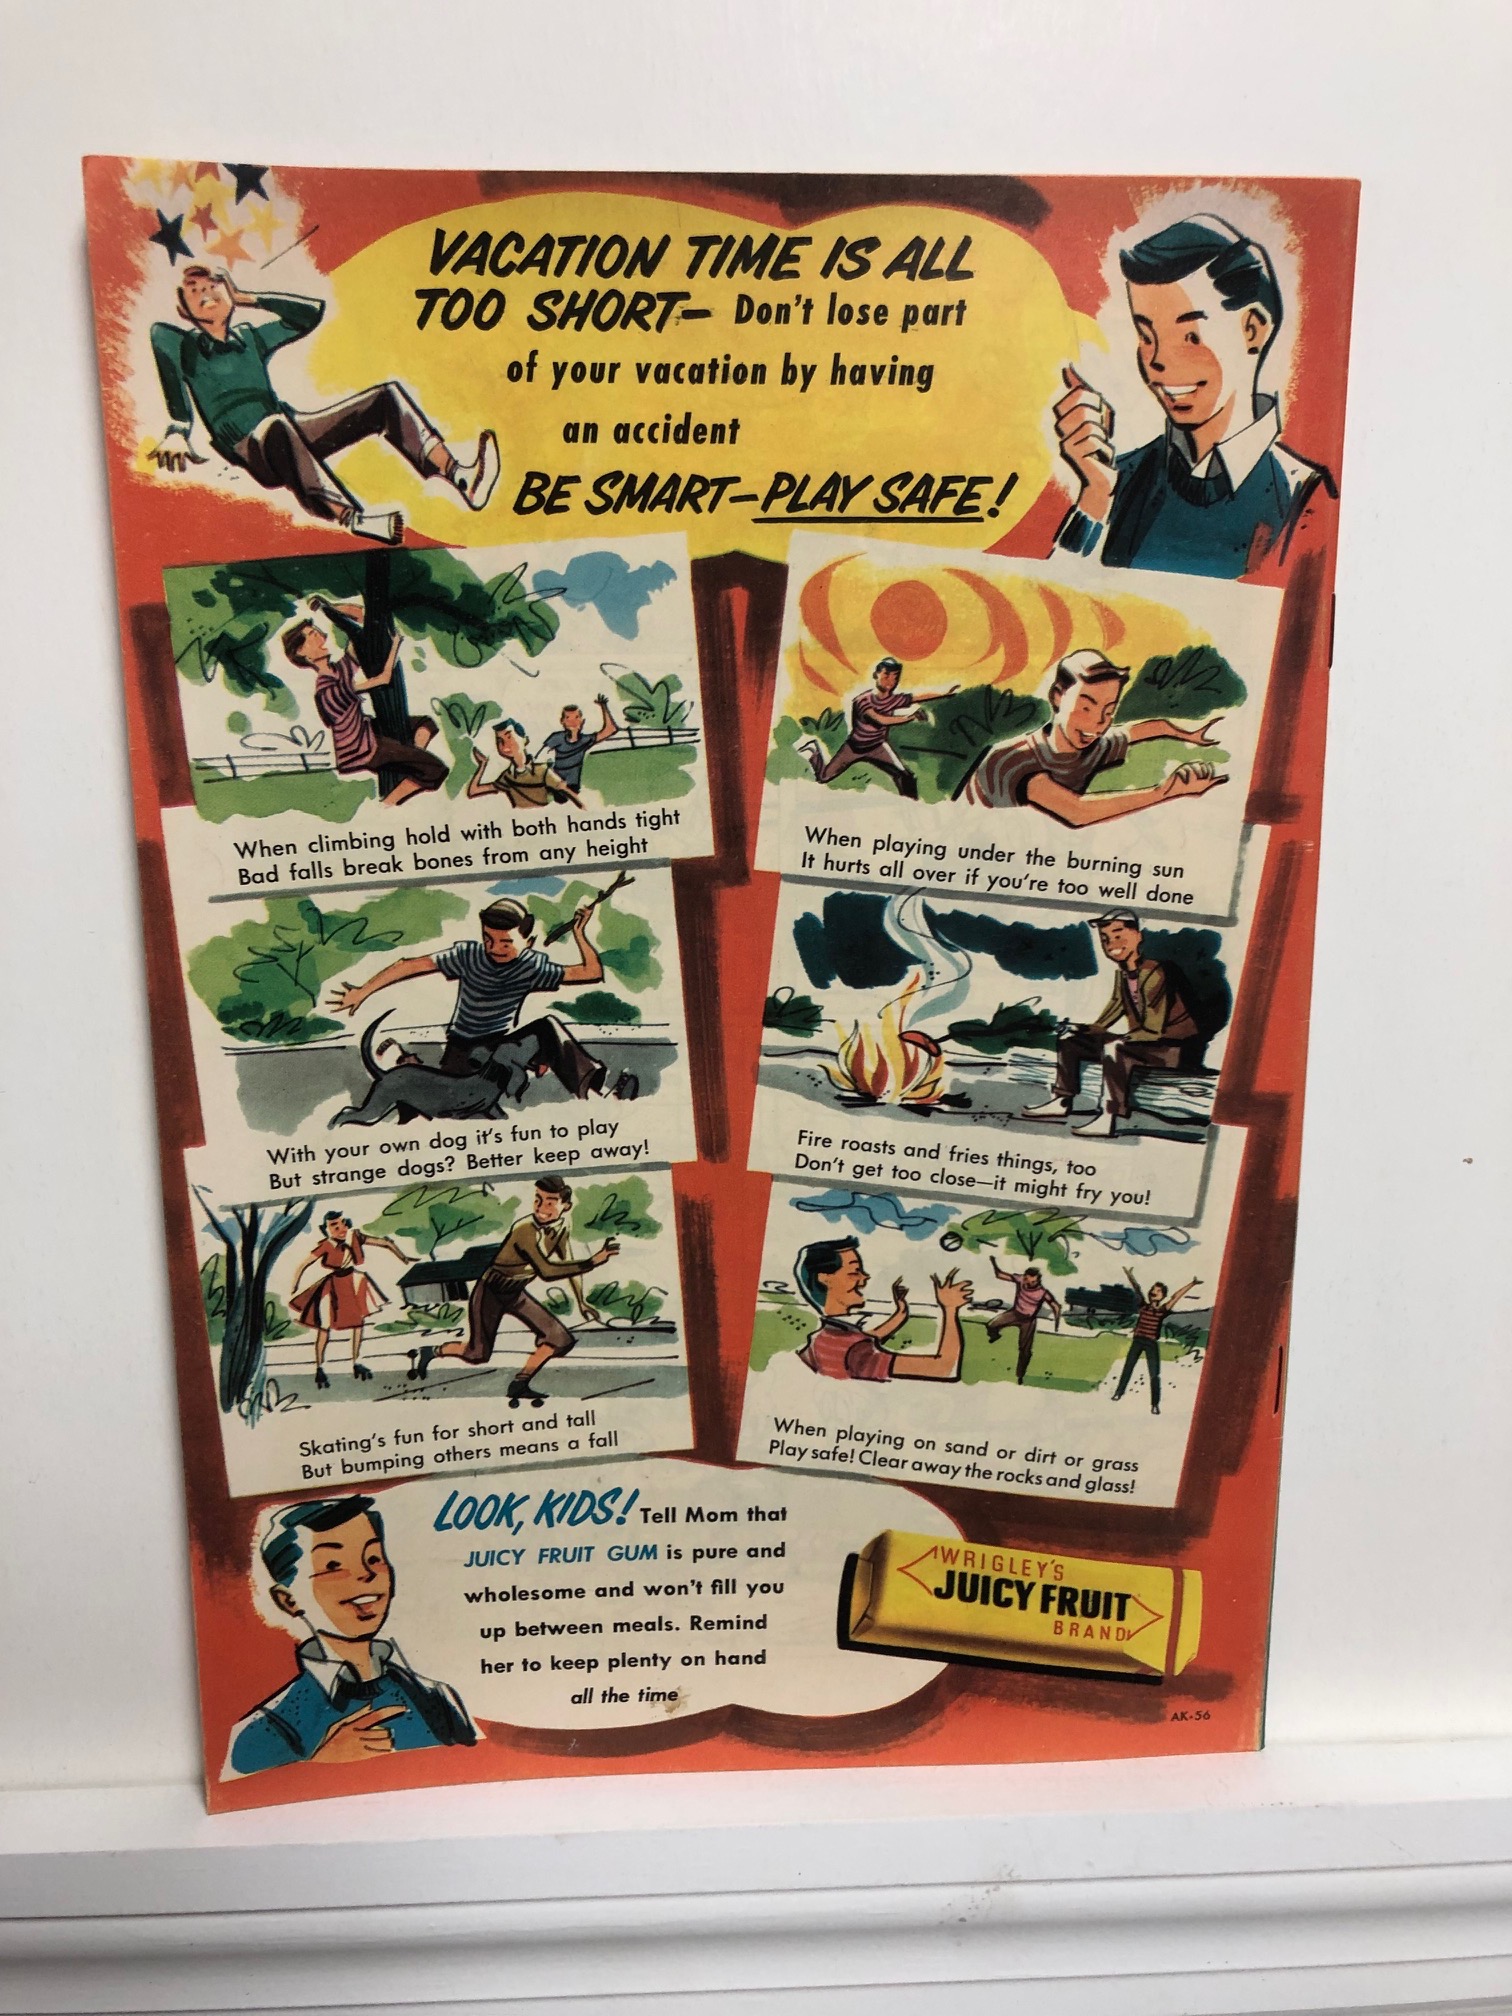 VACATION TIME IS ALL
TOO SHORT— Don't lose part
of your vacation by having
an accident
BE SMART—PLAY SAFE!
When climbing hold with both hands tight
Bad falls break bones from any height
When playing under the burning sun
It hurts all over if you're too well done
With your own dog it's fun to play
But strange dogs? Better keep away!
Fire roasts and fries things, too
Don't get too close—it might fry you!
Skating's fun for short and tall
But bumping others means a fall
When playing on sand or dirt or grass
Play safe! Clear away the rocks and glass!
LOOK, KIDS! Tell Mom that
JUICY FRUIT GUM is pure and
wholesome and won't fill you
up between meals. Remind
her to keep plenty on hand
all the time
WRIGLEY'S
JUICY FRUIT
BRAND
AK-56